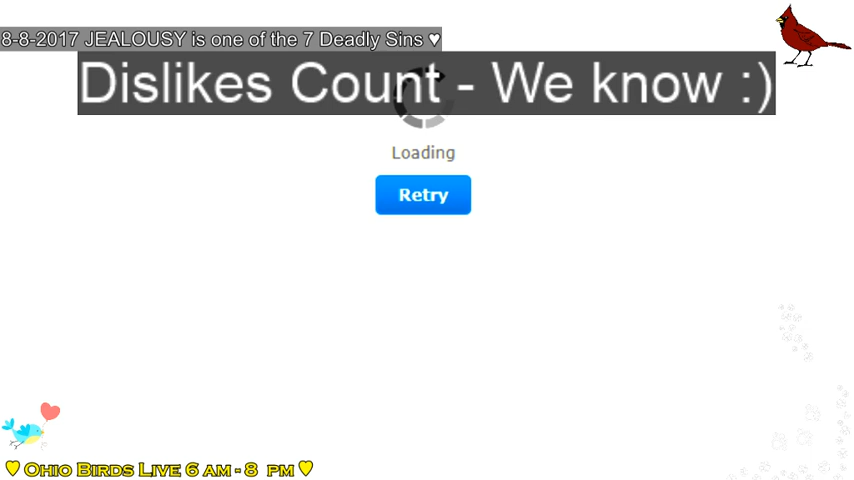 8-8-2017 JEALOUSY is one of the 7 Deadly Sins ♥
Dislikes Count - We know :)
Loading
Retry
♥ Ohio Birds Live 6 am - 8 pm ♥